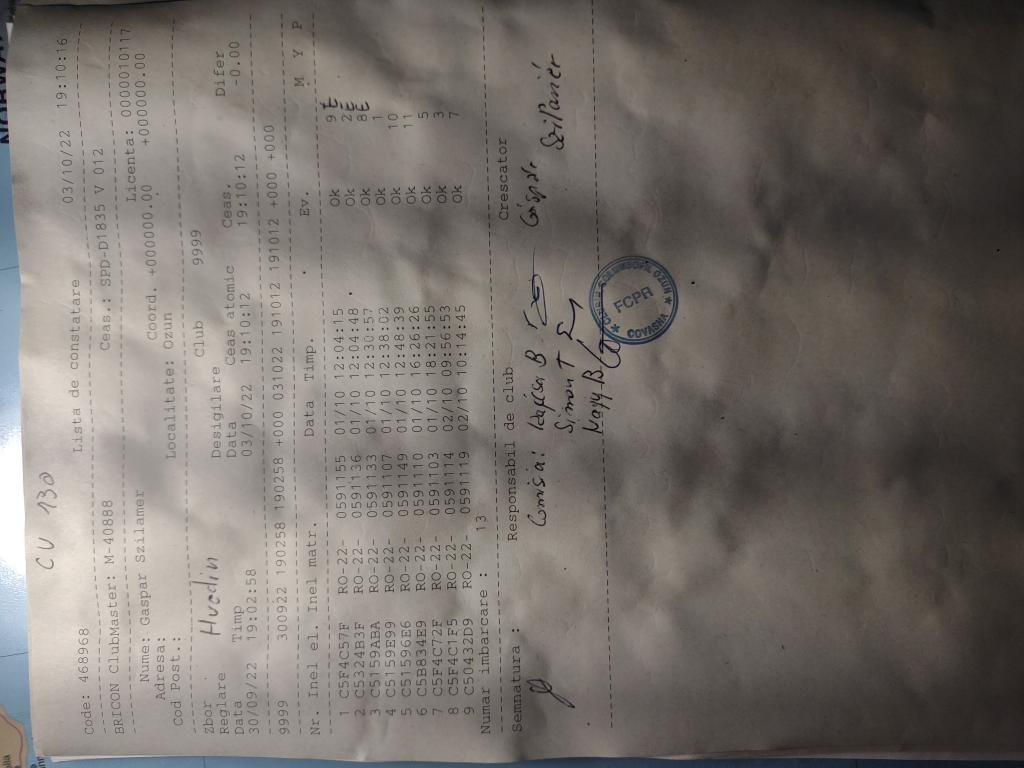 CU 130
Code: 468968 Lista de constatare 03/10/22 19:10:16
BRICON ClubMaster: M-40888 Ceas.: SPD-D1835 V 012
Nume: Gaspar Szilamer Licenta: 0000010117
Adresa: Coord. +000000.00 +0000000.00
Cod Post.: Localitate: Ozun
Zbor Huedin Club 9999
Reglare Desigilare
Data Timp Data Ceas atomic Ceas. Difer
30/09/22 19:02:58 03/10/22 19:10:12 19:10:12 -0.00
9999 300922 190258 190258 +000 031022 191012 191012 +000 +000
Nr. Inel el. Inel matr. Data Timp. Ev. M Y P
1 C5F4C57F RO-22- 0591155 01/10 12:04:15 Ok 9
2 C5324B3F RO-22- 0591136 01/10 12:04:48 Ok 2
3 C5159ABA RO-22- 0591133 01/10 12:30:57 Ok 8
4 C5159E99 RO-22- 0591107 01/10 12:38:02 Ok 1
5 C51596E6 RO-22- 0591149 01/10 12:48:39 Ok 10
6 C5B834B9 RO-22- 0591110 01/10 16:26:26 Ok 11
7 C5F4C72F RO-22- 0591103 01/10 18:21:55 Ok 5
8 C5F4C1F5 RO-22- 0591114 02/10 09:56:53 Ok 3
9 C50432D9 RO-22- 0591119 02/10 10:14:45 Ok 7
Numar imbarcare : 13
Semnatura: Responsabil de club Crescator
Comisia: B Gáspár
Simon T
Nagy B.
FCPR
COVASNA